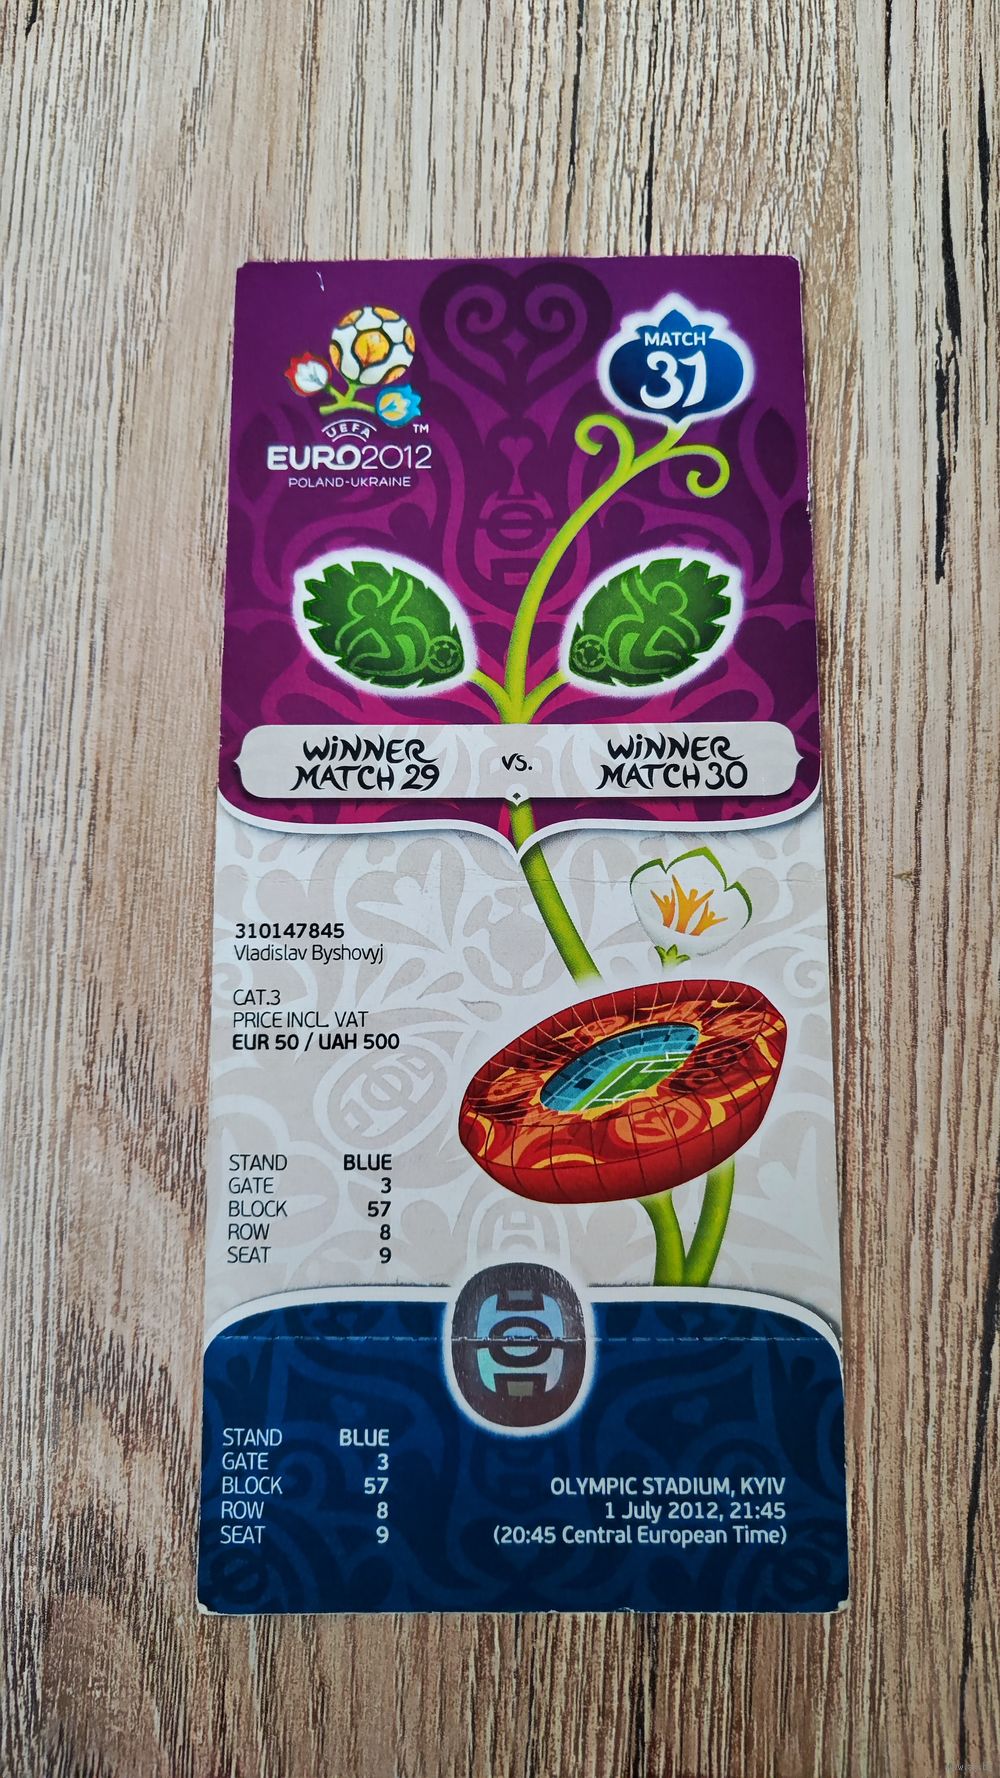 MATCH
31
UEFA
TM
EURO2012
POLAND-UKRAINE
WINNER
MATCH 29
VS.
WINNER
MATCH 30
310147845
Vladislav Byshovyj
CAT.3
PRICE INCL. VAT
EUR 50 / UAH 500
STAND BLUE
GATE 3
BLOCK 57
ROW 8
SEAT 9
STAND BLUE
GATE 3
BLOCK 57
ROW 8
SEAT 9
OLYMPIC STADIUM, KYIV
1 July 2012, 21:45
(20:45 Central European Time)